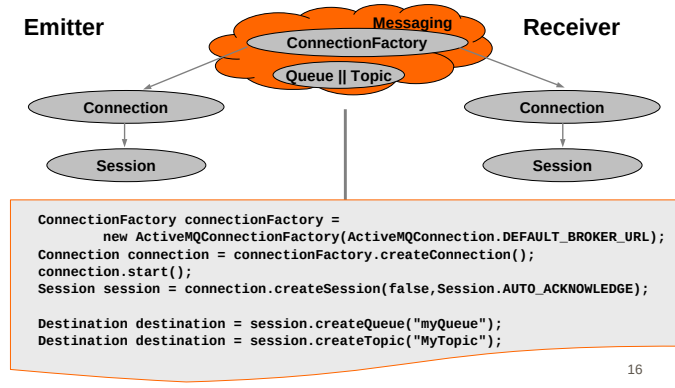 Emitter
Messaging
Receiver
ConnectionFactory
Queue || Topic
Connection
Connection
Session
Session
ConnectionFactory connectionFactory =
new ActiveMQConnectionFactory(ActiveMQConnection.DEFAULT_BROKER_URL);
Connection connection = connectionFactory.createConnection();
connection.start();
Session session = connection.createSession(false,Session.AUTO_ACKNOWLEDGE);
Destination destination = session.createQueue("myQueue");
Destination destination = session.createTopic("MyTopic");
16